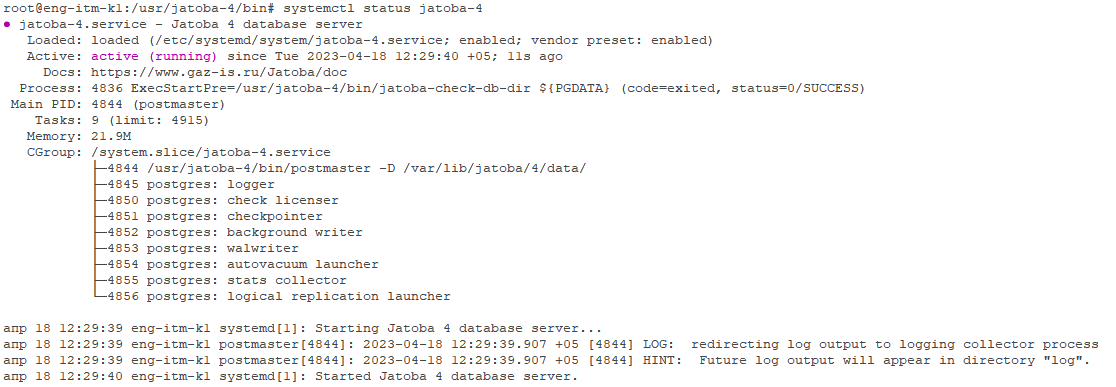 root@eng-itm-k1:/usr/jatoba-4/bin# systemctl status jatoba-4
● jatoba-4.service - Jatoba 4 database server
   Loaded: loaded (/etc/systemd/system/jatoba-4.service; enabled; vendor preset: enabled)
   Active: active (running) since Tue 2023-04-18 12:29:40 +05; 11s ago
     Docs: https://www.gaz-is.ru/Jatoba/doc
  Process: 4836 ExecStartPre=/usr/jatoba-4/bin/jatoba-check-db-dir ${PGDATA} (code=exited, status=0/SUCCESS)
 Main PID: 4844 (postmaster)
    Tasks: 9 (limit: 4915)
   Memory: 21.9M
   CGroup: /system.slice/jatoba-4.service
           ├─4844 /usr/jatoba-4/bin/postmaster -D /var/lib/jatoba/4/data/
           ├─4845 postgres: logger
           ├─4850 postgres: check licenser
           ├─4851 postgres: checkpointer
           ├─4852 postgres: background writer
           ├─4853 postgres: walwriter
           ├─4854 postgres: autovacuum launcher
           ├─4855 postgres: stats collector
           └─4856 postgres: logical replication launcher
апр 18 12:29:39 eng-itm-k1 systemd[1]: Starting Jatoba 4 database server...
апр 18 12:29:39 eng-itm-k1 postmaster[4844]: 2023-04-18 12:29:39.907 +05 [4844] LOG:  redirecting log output to logging collector process
апр 18 12:29:39 eng-itm-k1 postmaster[4844]: 2023-04-18 12:29:39.907 +05 [4844] HINT:  Future log output will appear in directory "log".
апр 18 12:29:40 eng-itm-k1 systemd[1]: Started Jatoba 4 database server.